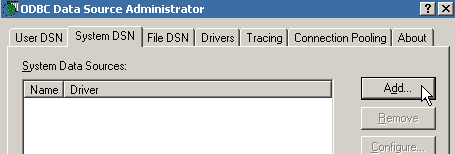 ODBC Data Source Administrator
User DSN System DSN File DSN Drivers Tracing Connection Pooling About
System Data Sources:
Name Driver
Add...
Remove
Configure...